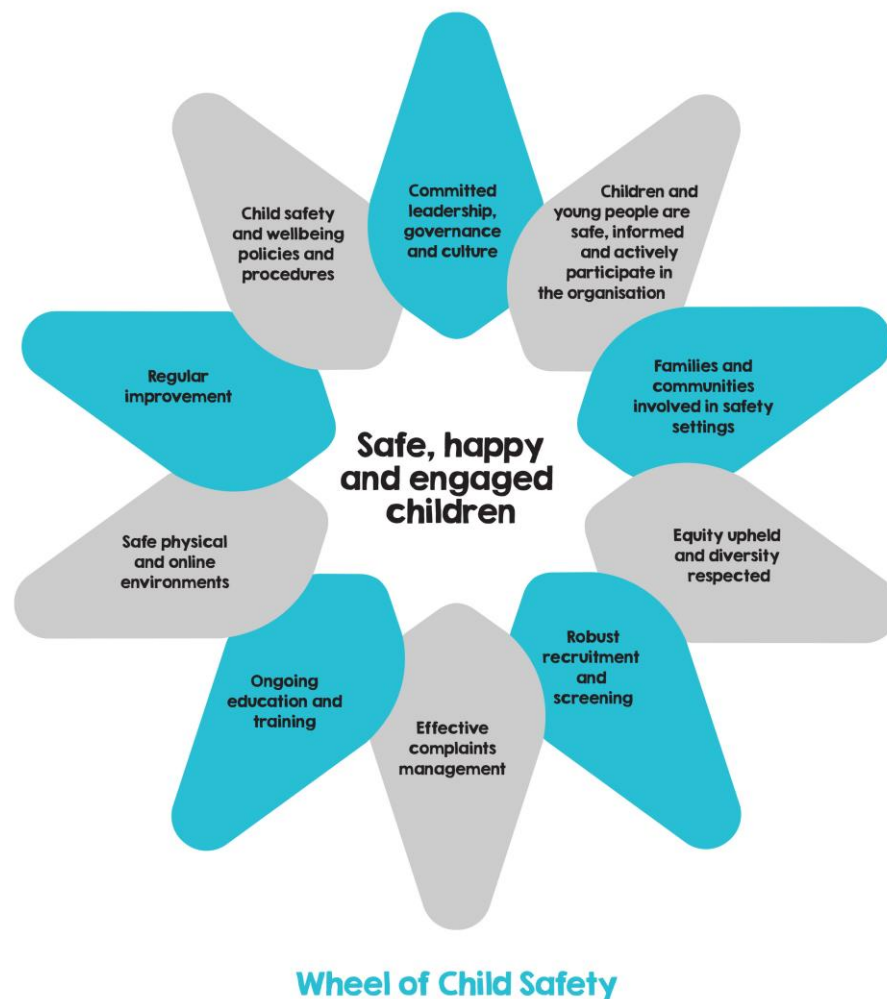 Committed
leadership,
governance
and culture
Children and
young people are
safe, informed
and actively
participate in
the organisation
Families and
communities
involved in safety
settings
Equity upheld
and diversity
respected
Robust
recruitment
and
screening
Effective
complaints
management
Ongoing
education and
training
Safe physical
and online
environments
Regular
improvement
Child safety
and wellbeing
policies and
procedures
Safe, happy
and engaged
children
Wheel of Child Safety